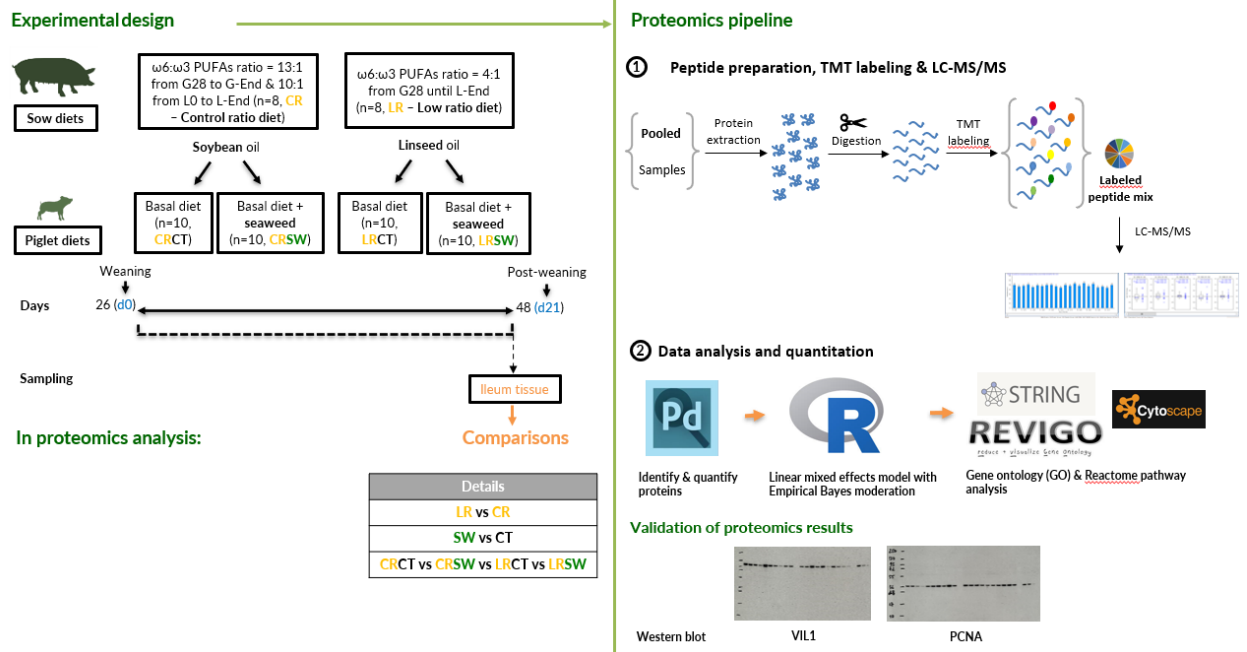 Experimental design
Sow diets
ω6:ω3 PUFAs ratio = 13:1
from G28 to G-End & 10:1
from L0 to L-End (n=8, CR
– Control ratio diet)
ω6:ω3 PUFAs ratio = 4:1
from G28 until L-End
(n=8, LR – Low ratio diet)
Soybean oil
Linseed oil
Piglet diets
Basal diet
(n=10,
CRCT)
Basal diet +
seaweed
(n=10, CRSW)
Basal diet
(n=10,
LRCT)
Basal diet +
seaweed
(n=10, LRSW)
Weaning
Post-weaning
Days
26 (d0)
48 (d21)
Sampling
Ileum tissue
In proteomics analysis:
Comparisons
Details
LR vs CR
SW vs CT
CRCT vs CRSW vs LRCT vs LRSW
Proteomics pipeline
1 Peptide preparation, TMT labeling & LC-MS/MS
Pooled
Samples
Protein
extraction
Digestion
TMT
labeling
Labeled
peptide mix
LC-MS/MS
2 Data analysis and quantitation
Pd
R
STRING
REVIGO
reduce + visualize Gene Ontology
Cytoscape
Identify & quantify
proteins
Linear mixed effects model with
Empirical Bayes moderation
Gene ontology (GO) & Reactome pathway
analysis
Validation of proteomics results
Western blot
VIL1
PCNA